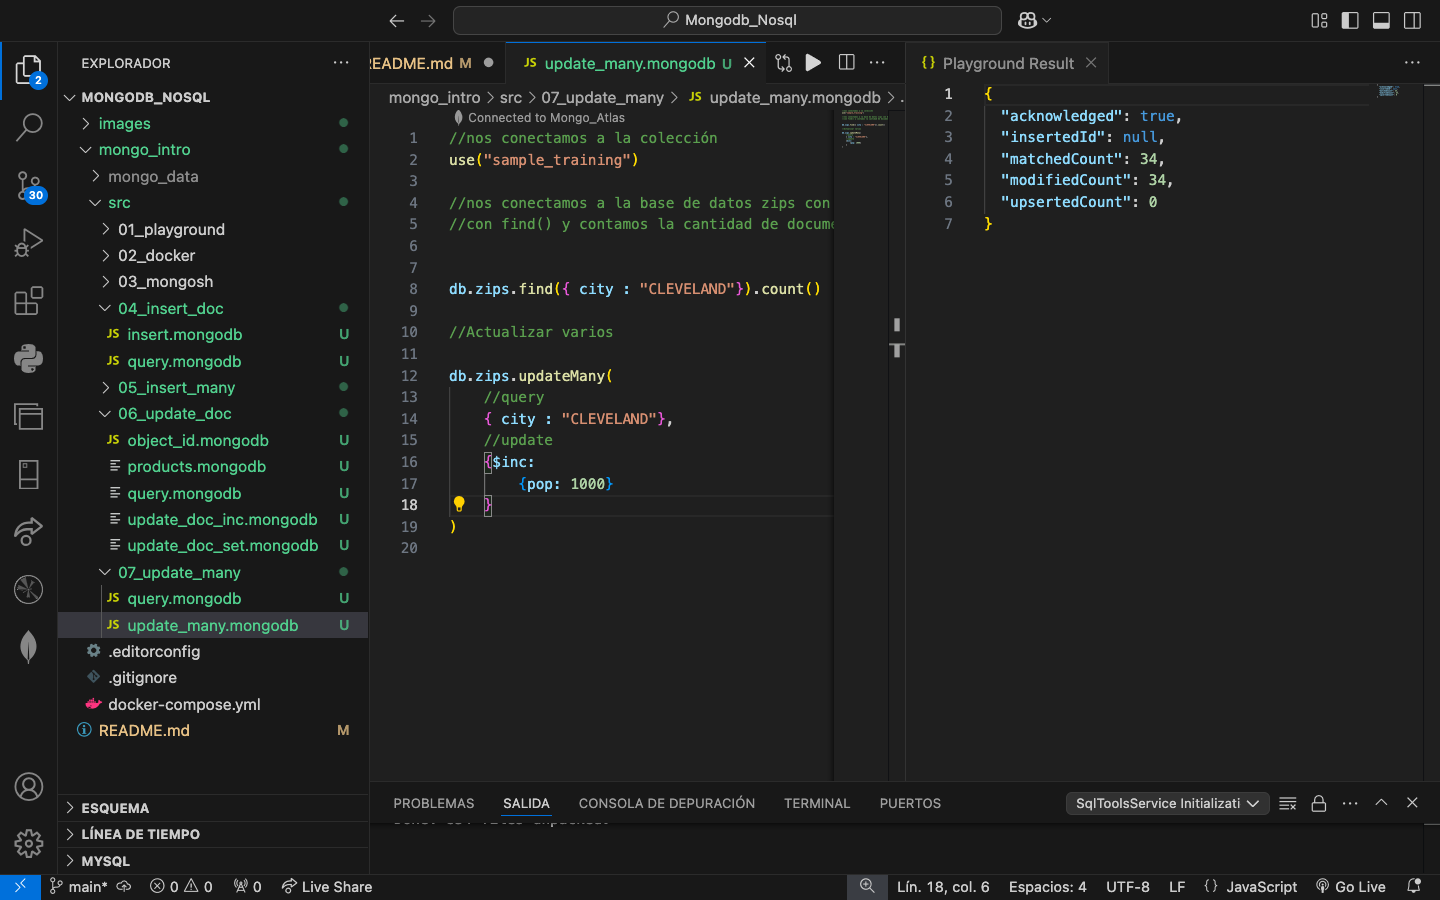 Mongodb_Nosql
2
30
EXPLORADOR
MONGODB_NOSQL
images
mongo_intro
mongo_data
src
01_playground
02_docker
03_mongosh
04_insert_doc
JS insert.mongodb U
JS query.mongodb U
05_insert_many
06_update_doc
JS object_id.mongodb U
products.mongodb U
query.mongodb U
update_doc_inc.mongodb U
update_doc_set.mongodb U
07_update_many
JS query.mongodb U
JS update_many.mongodb U
.editorconfig
.gitignore
docker-compose.yml
README.md M
ESQUEMA
LÍNEA DE TIEMPO
MYSQL
README.md M
JS update_many.mongodb U
mongo_intro > src > 07_update_many > JS update_many.mongodb > .
Connected to Mongo_Atlas
1 //nos conectamos a la colección
2 use("sample_training")
3
4 //nos conectamos a la base de datos zips con
5 //con find() y contamos la cantidad de docume
6
7
8 db.zips.find({ city : "CLEVELAND"}).count()
9
10 //Actualizar varios
11
12 db.zips.updateMany(
13 //query
14 { city : "CLEVELAND"},
15 //update
16 {$inc:
17 {pop: 1000}
18 }
19 )
20
{} Playground Result
1 {
2 "acknowledged": true,
3 "insertedId": null,
4 "matchedCount": 34,
5 "modifiedCount": 34,
6 "upsertedCount": 0
7 }
PROBLEMAS SALIDA CONSOLA DE DEPURACIÓN TERMINAL PUERTOS
SqlToolsService Initializati
main* 0 0 0 Live Share
Lín. 18, col. 6 Espacios: 4 UTF-8 LF {} JavaScript Go Live